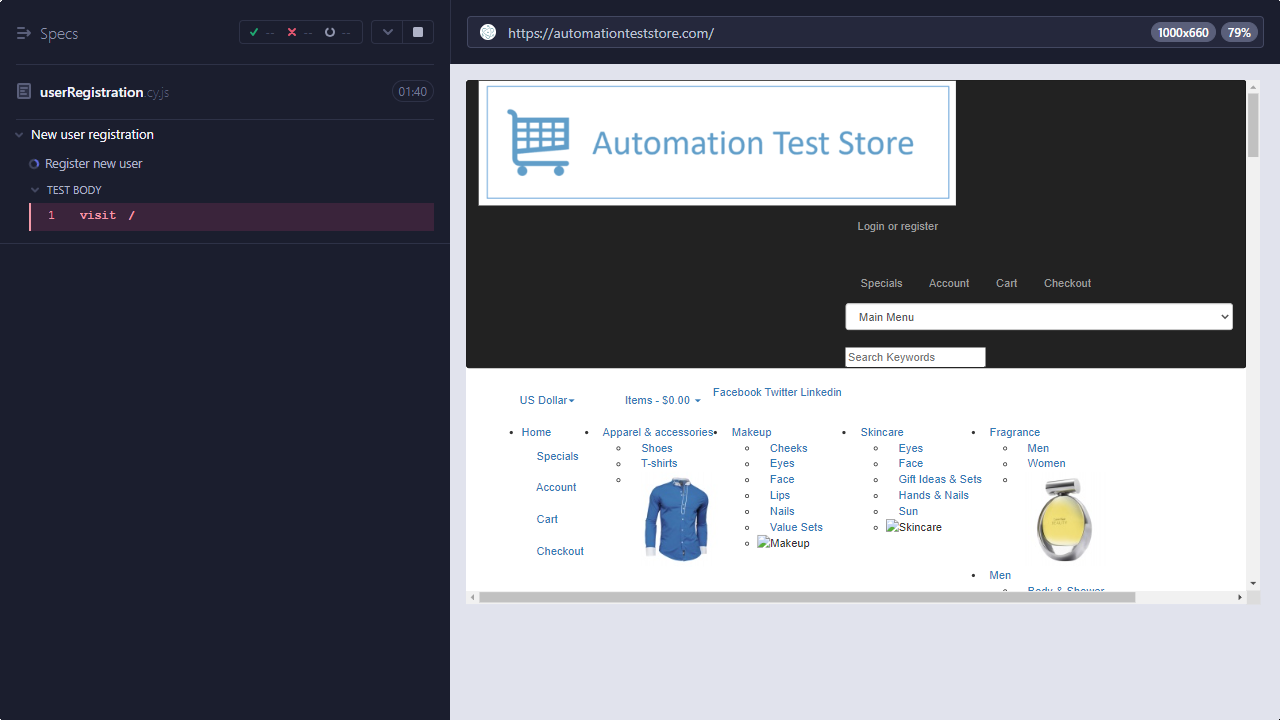 Specs
-- -- --
https://automationteststore.com/
1000x660
79%
userRegistration cy.js
01:40
New user registration
Register new user
TEST BODY
1 visit /
Automation Test Store
Login or register
Specials Account Cart Checkout
Main Menu
Search Keywords
US Dollar
Items - $0.00
Facebook Twitter Linkedin
Home
Specials
Account
Cart
Checkout
Apparel & accessories
Shoes
T-shirts
Makeup
Cheeks
Eyes
Face
Lips
Nails
Value Sets
Makeup
Skincare
Eyes
Face
Gift Ideas & Sets
Hands & Nails
Sun
Skincare
Fragrance
Men
Women
Men
Body & Shower